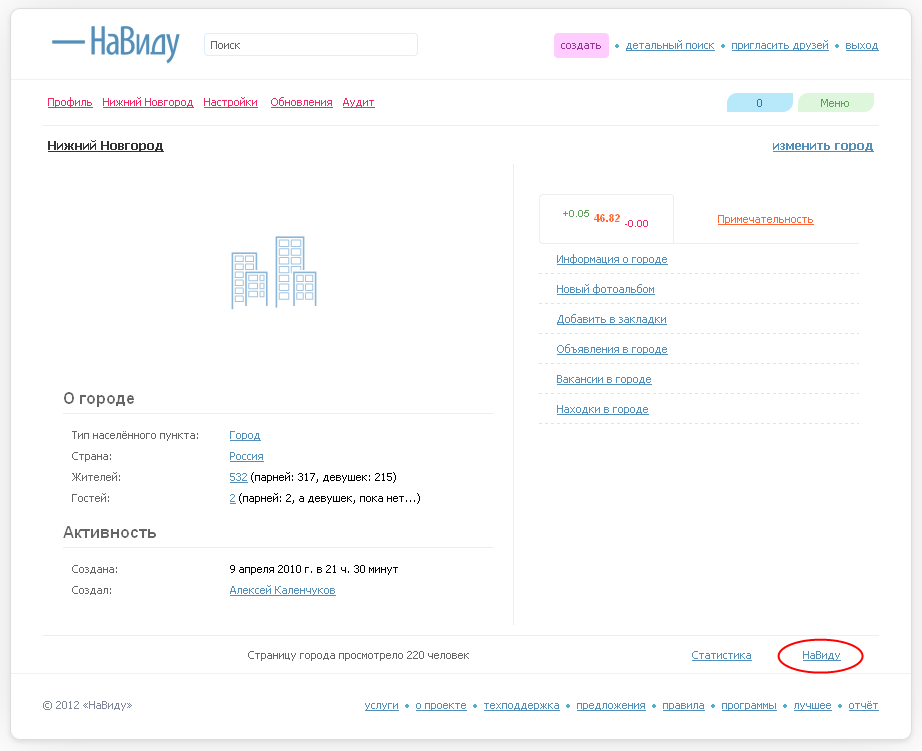 НаВиду
Поиск
создать • детальный поиск • пригласить друзей • выход
Профиль Нижний Новгород Настройки Обновления Аудит
0 Меню
Нижний Новгород
изменить город
+0.05 46.82 -0.00
Примечательность
Информация о городе
Новый фотоальбом
Добавить в закладки
Объявления в городе
Вакансии в городе
Находки в городе
О городе
Тип населённого пункта: Город
Страна: Россия
Жителей: 532 (парней: 317, девушек: 215)
Гостей: 2 (парней: 2, а девушек, пока нет...)
Активность
Создана: 9 апреля 2010 г. в 21 ч. 30 минут
Создал: Алексей Каленчуков
Страницу города просмотрело 220 человек
Статистика НаВиду
© 2012 «НаВиду»
услуги • о проекте • техподдержка • предложения • правила • программы • лучшее • отчёт